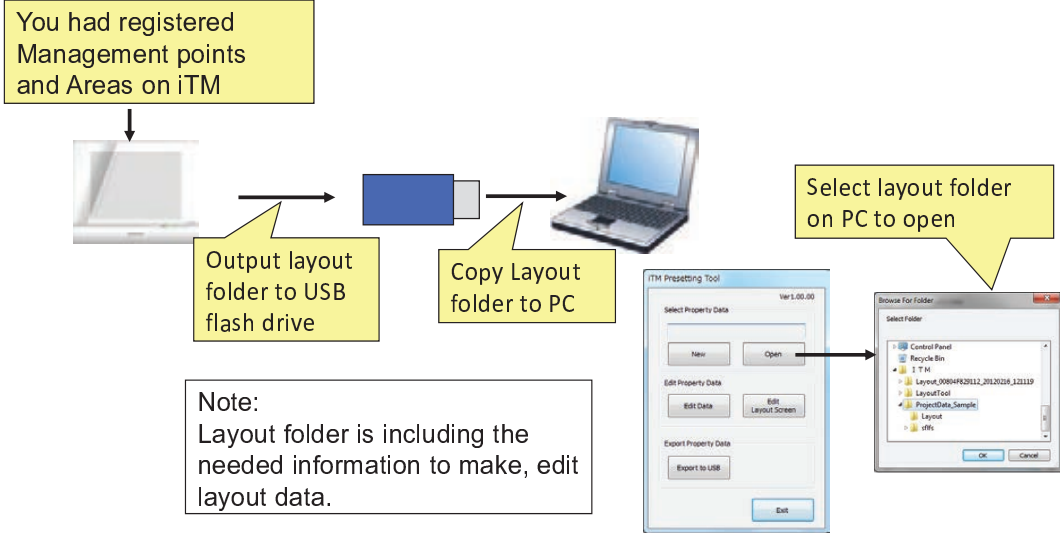 You had registered
Management points
and Areas on iTM
Output layout
folder to USB
flash drive
Copy Layout
folder to PC
Select layout folder
on PC to open
Note:
Layout folder is including the
needed information to make, edit
layout data.
iTM Presetting Tool
Ver1.00.00
Select Property Data
New
Open
Edit Property Data
Edit Data
Edit
Layout Screen
Export Property Data
Export to USB
Exit
Browse For Folder
Select Folder
Control Panel
Recycle Bin
I T M
Layout_00804F829112_20120216_121119
LayoutTool
ProjectData_Sample
Layout
sflfs
OK
Cancel